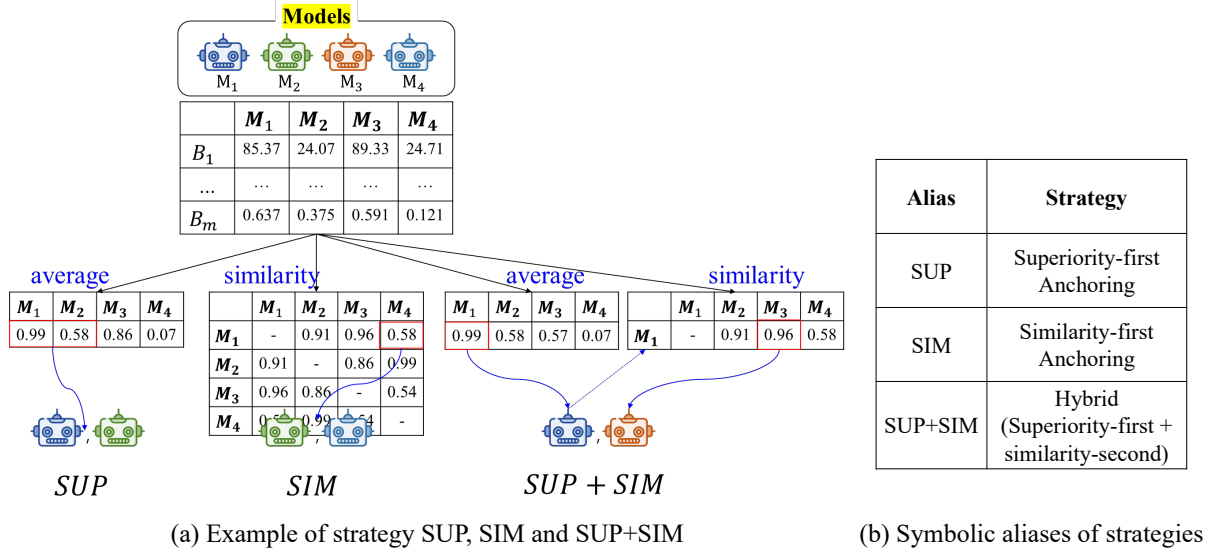 Models
M1 M2 M3 M4
M1 M2 M3 M4
B1 85.37 24.07 89.33 24.71
... ... ... ... ...
Bm 0.637 0.375 0.591 0.121
average
M1 M2 M3 M4
0.99 0.58 0.86 0.07
,
SUP
similarity
M1 M2 M3 M4
M1 - 0.91 0.96 0.58
M2 0.91 - 0.86 0.99
M3 0.96 0.86 - 0.54
M4 0.99 -
,
SIM
average
M1 M2 M3 M4
0.99 0.58 0.57 0.07
similarity
M1 M2 M3 M4
M1 - 0.91 0.96 0.58
,
SUP + SIM
(a) Example of strategy SUP, SIM and SUP+SIM
Alias Strategy
SUP Superiority-first
Anchoring
SIM Similarity-first
Anchoring
SUP+SIM Hybrid
(Superiority-first +
similarity-second)
(b) Symbolic aliases of strategies